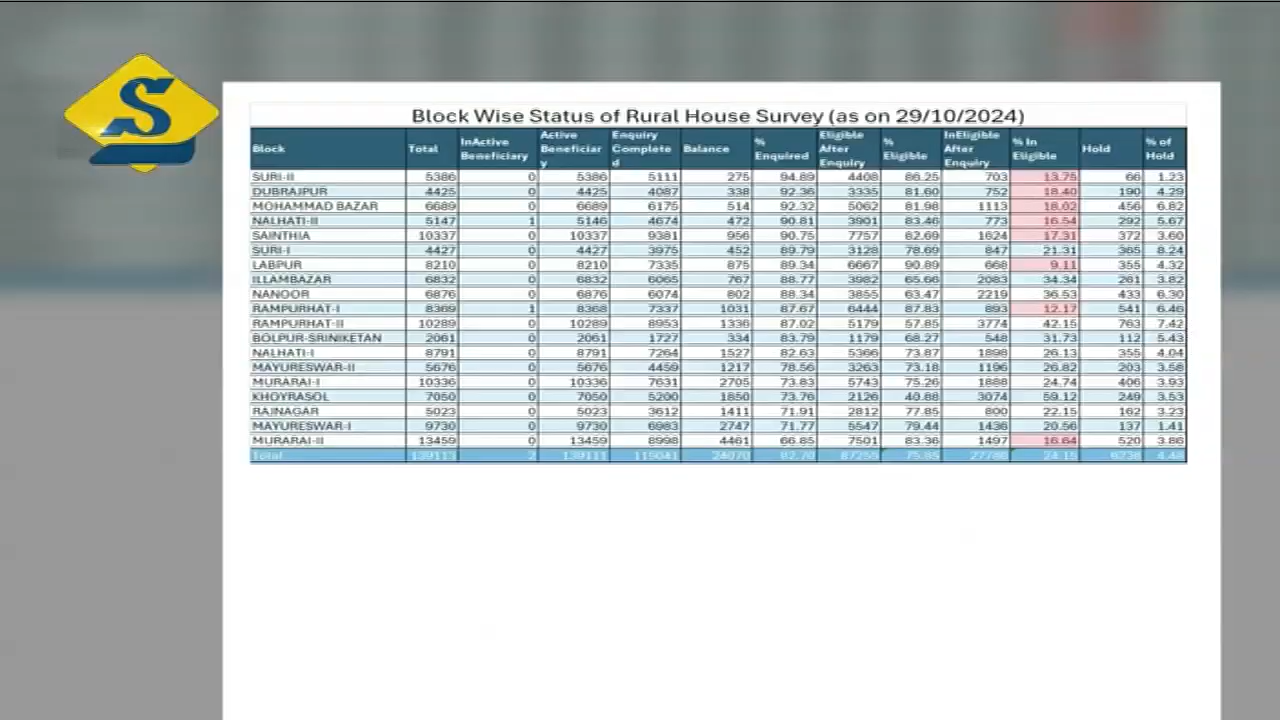 S
Block Wise Status of Rural House Survey (as on 29/10/2024)
Block Total InActive Beneficiary Active Beneficiary Enquiry Completed Balance % Enquired Eligible After Enquiry % Eligible InEligible After Enquiry % In Eligible Hold % of Hold
SURI-II 5386 0 5386 5111 275 94.89 4408 86.25 703 13.75 66 1.23
DUBRAJPUR 4425 0 4425 4087 338 92.36 3335 81.60 752 18.40 190 4.29
MOHAMMAD BAZAR 6689 0 6689 6175 514 92.32 5062 81.98 1113 18.02 456 6.82
NALHATI-II 5147 1 5146 4674 472 90.81 3901 83.46 773 16.54 292 5.67
SAINTHIA 10337 0 10337 9381 956 90.75 7757 82.69 1624 17.31 372 3.60
SURI-I 4427 0 4427 3975 452 89.79 3128 78.69 847 21.31 365 8.24
LABPUR 8210 0 8210 7335 875 89.34 6667 90.89 668 9.11 355 4.32
ILLAMBAZAR 6832 0 6832 6065 767 88.77 3982 65.66 2083 34.34 261 3.82
NANOOR 6876 0 6876 6074 802 88.34 3855 63.47 2219 36.53 433 6.30
RAMPURHAT-I 8369 1 8368 7337 1031 87.67 6444 87.83 893 12.17 541 6.46
RAMPURHAT-II 10289 0 10289 8953 1336 87.02 5179 57.85 3774 42.15 763 7.42
BOLPUR-SRINIKETAN 2061 0 2061 1727 334 83.79 1179 68.27 548 31.73 112 5.43
NALHATI-I 8791 0 8791 7264 1527 82.63 5366 73.87 1898 26.13 355 4.04
MAYURESWAR-II 5676 0 5676 4459 1217 78.56 3263 73.18 1196 26.82 203 3.58
MURARAI-I 10336 0 10336 7631 2705 73.83 5743 75.26 1888 24.74 406 3.93
KHOYRASOL 7050 0 7050 5200 1850 73.76 2126 40.88 3074 59.12 249 3.53
RAJNAGAR 5023 0 5023 3612 1411 71.91 2812 77.85 800 22.15 162 3.23
MAYURESWAR-I 9730 0 9730 6983 2747 71.77 5547 79.44 1436 20.56 137 1.41
MURARAI-II 13459 0 13459 8998 4461 66.85 7501 83.36 1497 16.64 520 3.86
Total 139113 2 139111 115041 24070 82.70 87255 75.85 27786 24.15 6238 4.48